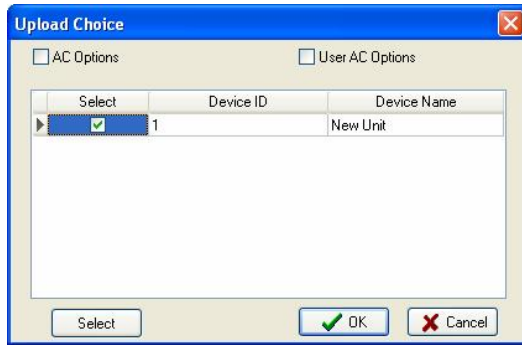 Upload Choice
AC Options User AC Options
Select Device ID Device Name
1 New Unit
Select OK Cancel